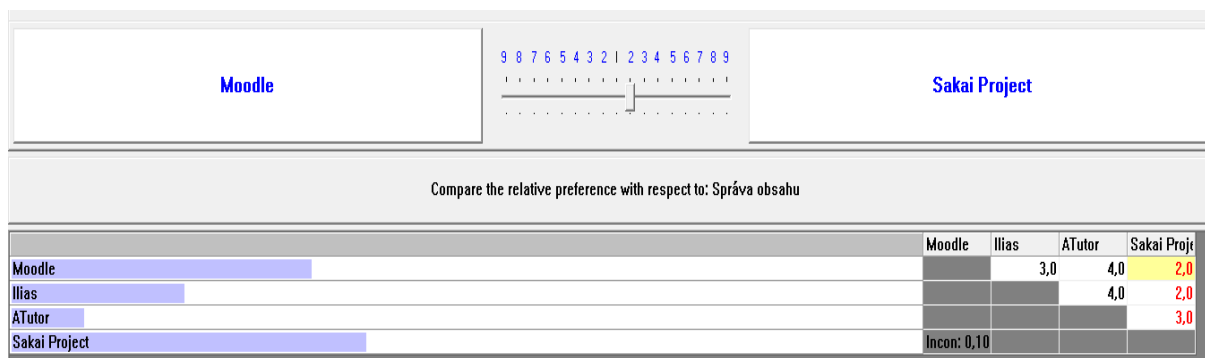 9 8 7 6 5 4 3 2 1 2 3 4 5 6 7 8 9
Moodle
Sakai Project
Compare the relative preference with respect to: Správa obsahu
Moodle Ilias ATutor Sakai Proje
Moodle 3,0 4,0 2,0
Ilias 4,0 2,0
ATutor 3,0
Sakai Project Incon: 0,10